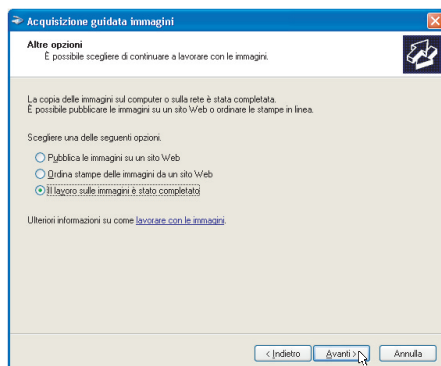 Acquisizione guidata immagini
Altre opzioni
È possibile scegliere di continuare a lavorare con le immagini.
La copia delle immagini sul computer o sulla rete è stata completata.
È possibile pubblicare le immagini su un sito Web o ordinare le stampe in linea.
Scegliere una delle seguenti opzioni.
Pubblica le immagini su un sito Web
Ordina stampe delle immagini da un sito Web
Il lavoro sulle immagini è stato completato
Ulteriori informazioni su come lavorare con le immagini.
< Indietro Avanti > Annulla